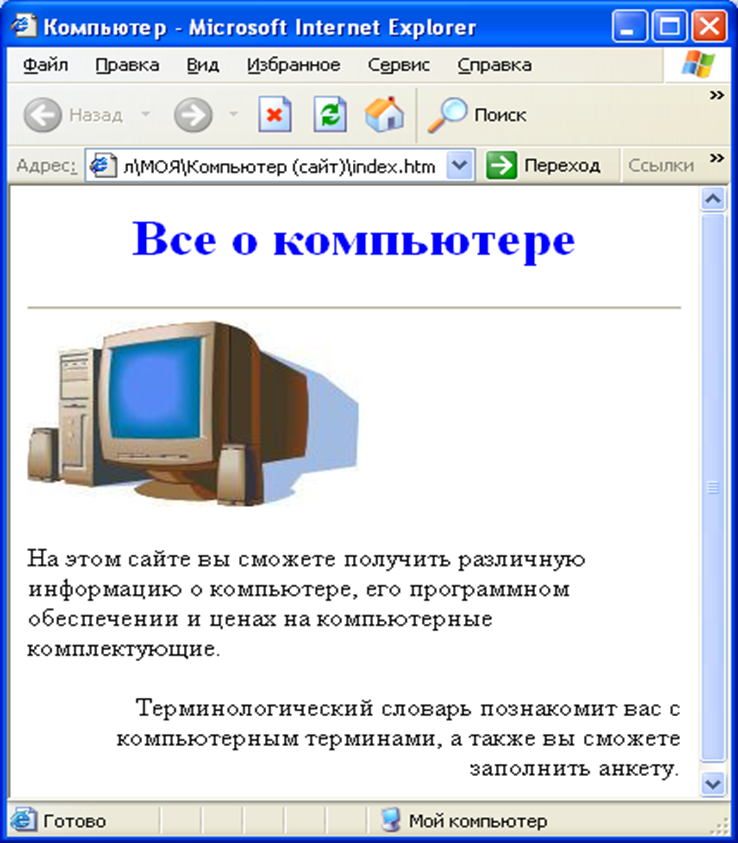 Компьютер - Microsoft Internet Explorer
Файл Правка Вид Избранное Сервис Справка
Назад Поиск »
Адрес: л\МОЯ\Компьютер (сайт)\index.htm Переход Ссылки »
Все о компьютере
На этом сайте вы сможете получить различную
информацию о компьютере, его программном
обеспечении и ценах на компьютерные
комплектующие.
Терминологический словарь познакомит вас с
компьютерным терминами, а также вы сможете
заполнить анкету.
Готово Мой компьютер